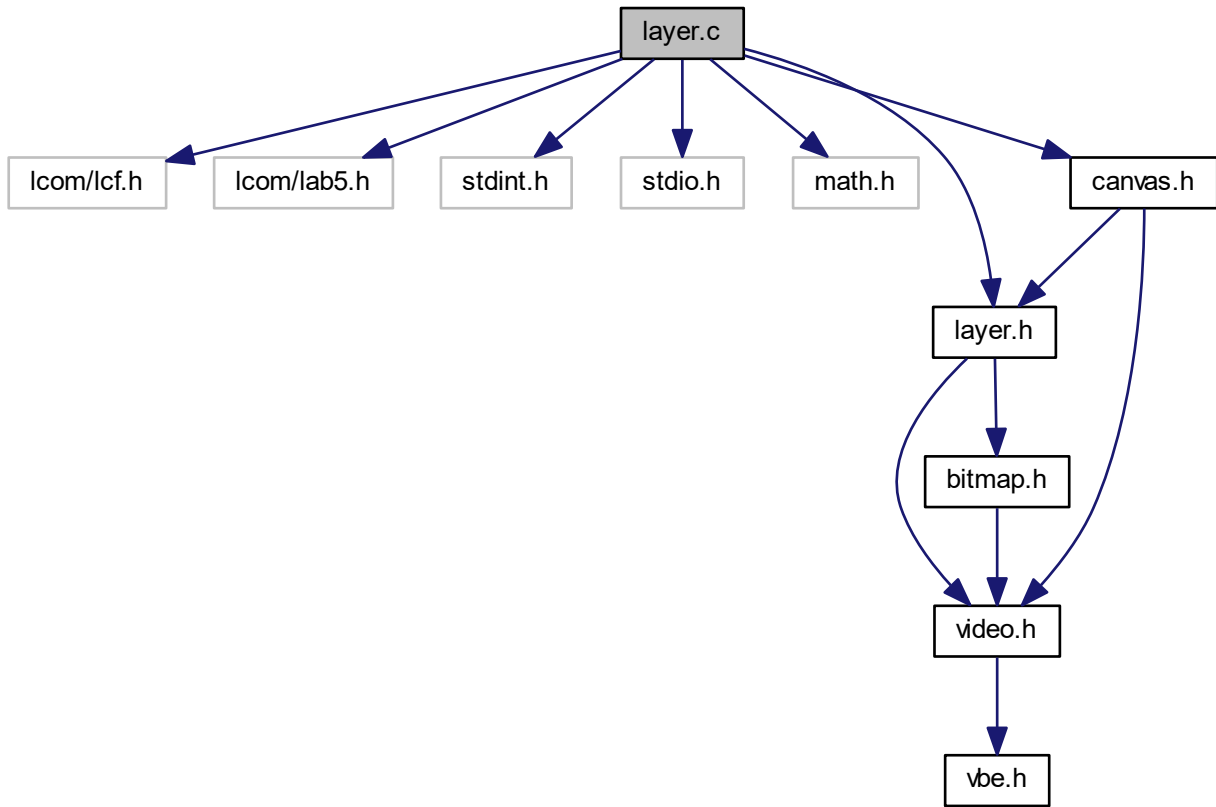 layer.c
lcom/lcf.h
lcom/lab5.h
stdint.h
stdio.h
math.h
canvas.h
layer.h
bitmap.h
video.h
vbe.h